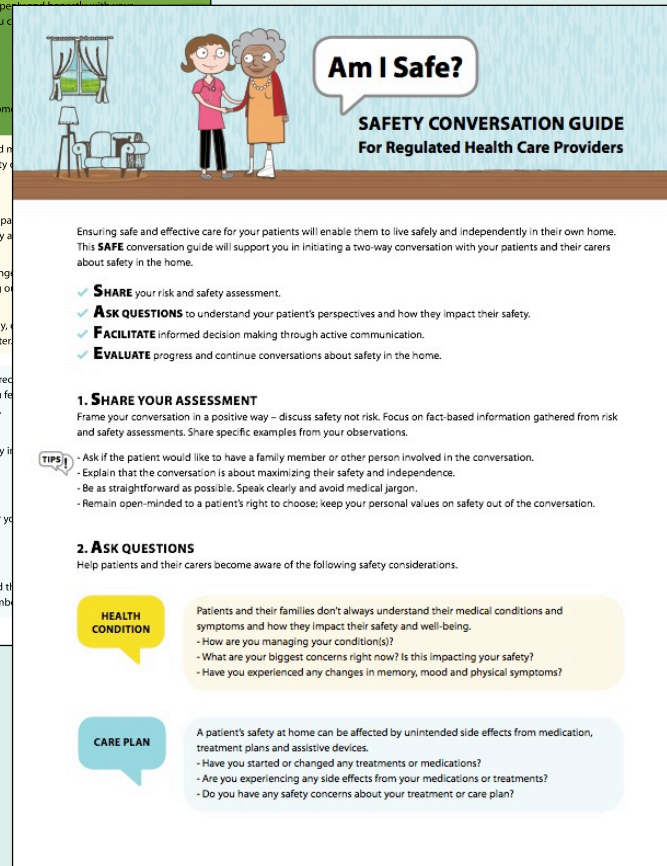 Am I Safe?
SAFETY CONVERSATION GUIDE
For Regulated Health Care Providers
Ensuring safe and effective care for your patients will enable them to live safely and independently in their own home.
This SAFE conversation guide will support you in initiating a two-way conversation with your patients and their carers
about safety in the home.
SHARE your risk and safety assessment.
ASK QUESTIONS to understand your patient's perspectives and how they impact their safety.
FACILITATE informed decision making through active communication.
EVALUATE progress and continue conversations about safety in the home.
1. SHARE YOUR ASSESSMENT
Frame your conversation in a positive way – discuss safety not risk. Focus on fact-based information gathered from risk
and safety assessments. Share specific examples from your observations.
TIPS!
- Ask if the patient would like to have a family member or other person involved in the conversation.
- Explain that the conversation is about maximizing their safety and independence.
- Be as straightforward as possible. Speak clearly and avoid medical jargon.
- Remain open-minded to a patient's right to choose; keep your personal values on safety out of the conversation.
2. ASK QUESTIONS
Help patients and their carers become aware of the following safety considerations.
HEALTH
CONDITION
Patients and their families don't always understand their medical conditions and
symptoms and how they impact their safety and well-being.
- How are you managing your condition(s)?
- What are your biggest concerns right now? Is this impacting your safety?
- Have you experienced any changes in memory, mood and physical symptoms?
CARE PLAN
A patient's safety at home can be affected by unintended side effects from medication,
treatment plans and assistive devices.
- Have you started or changed any treatments or medications?
- Are you experiencing any side effects from your medications or treatments?
- Do you have any safety concerns about your treatment or care plan?